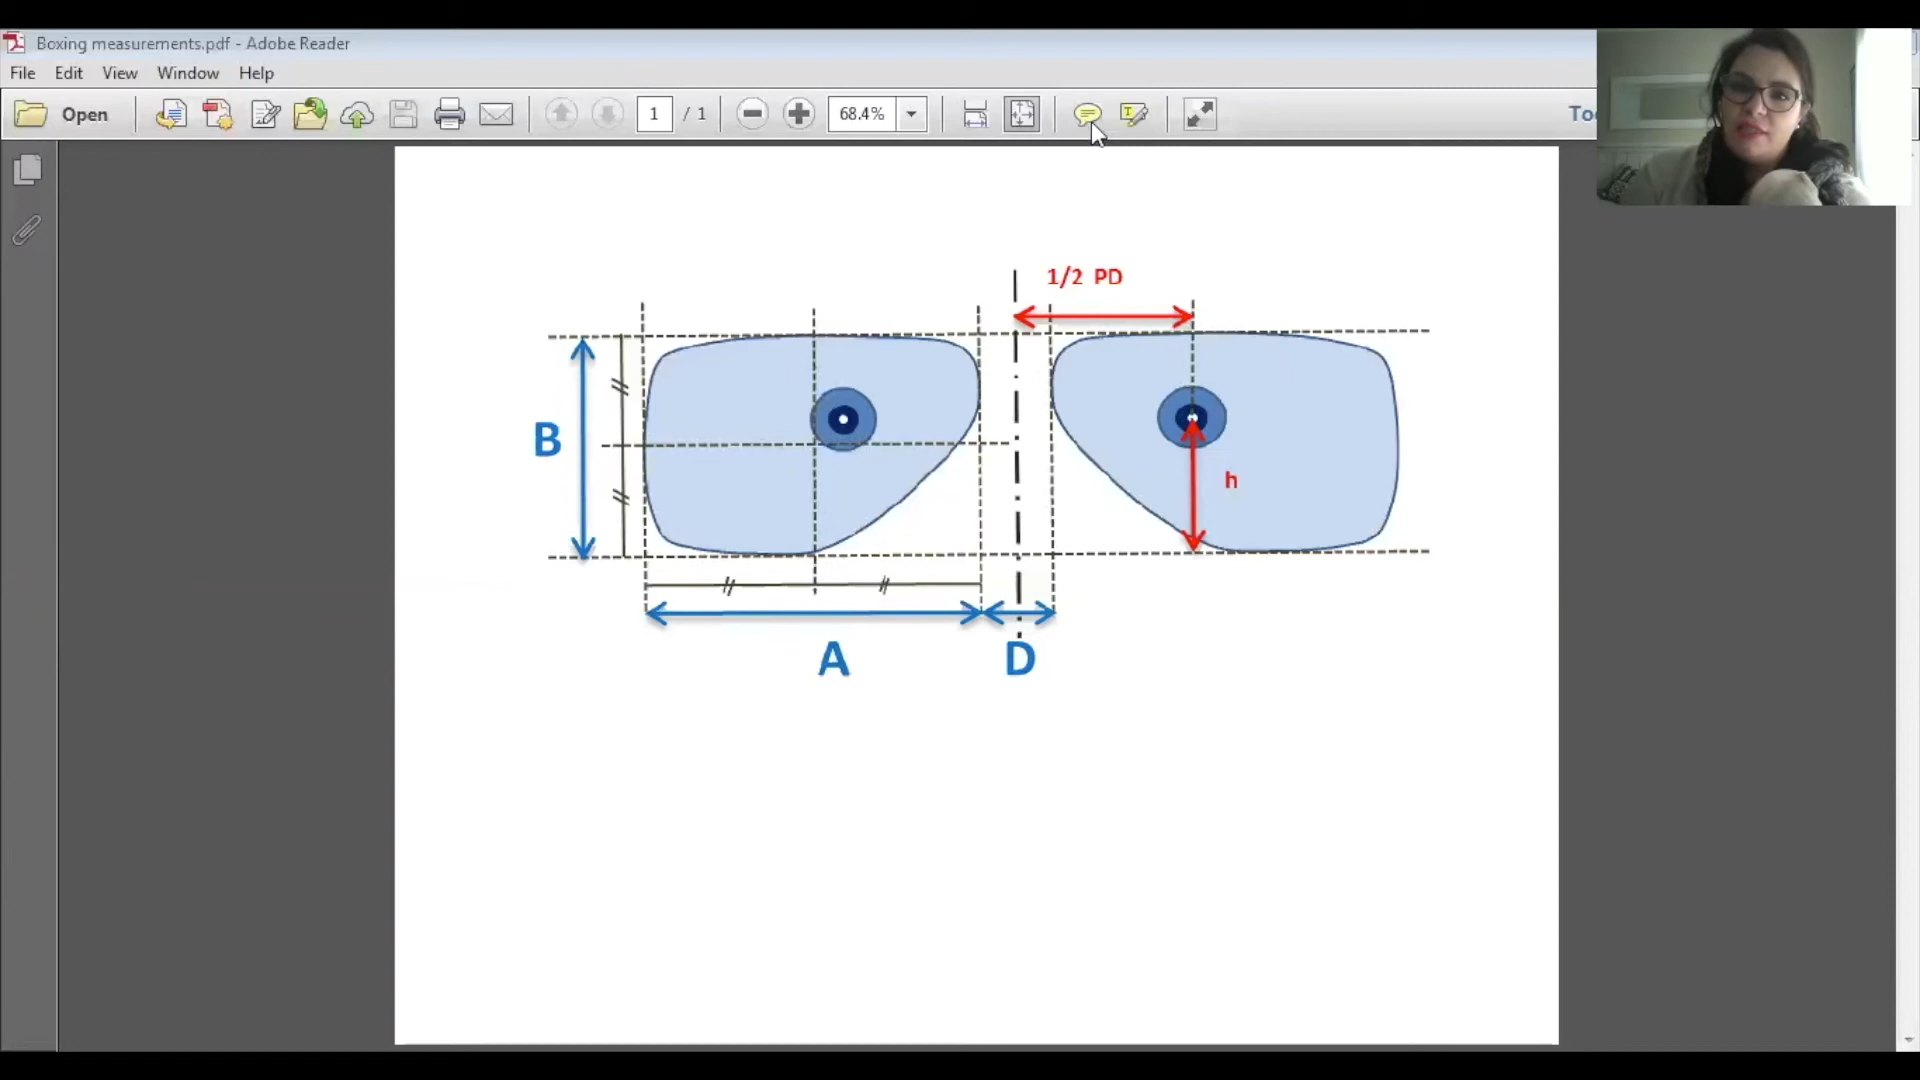 Boxing measurements.pdf - Adobe Reader
File Edit View Window Help
Open 1 / 1 68.4%
1/2 PD
B
h
A
D